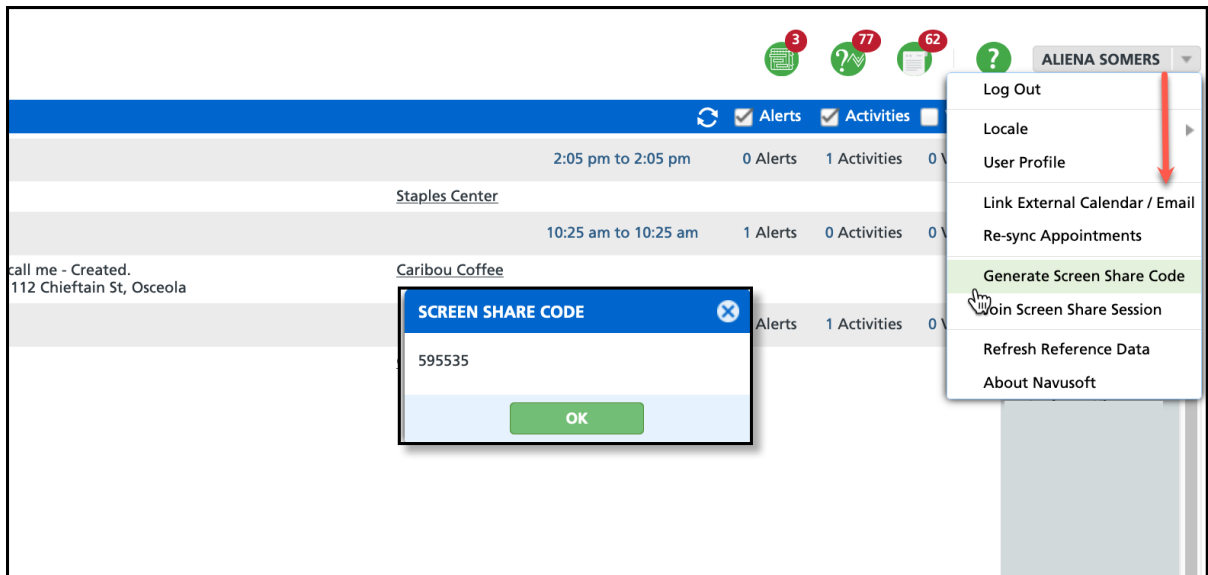 3 77 62
? ? ALIENA SOMERS
Log Out
Alerts Activities
Locale
2:05 pm to 2:05 pm 0 Alerts 1 Activities 0
User Profile
Staples Center
Link External Calendar / Email
10:25 am to 10:25 am 1 Alerts 0 Activities 0
Re-sync Appointments
call me - Created. Caribou Coffee
112 Chieftain St, Osceola
Generate Screen Share Code
SCREEN SHARE CODE
Join Screen Share Session
Alerts 1 Activities 0
595535
Refresh Reference Data
About Navusoft
OK